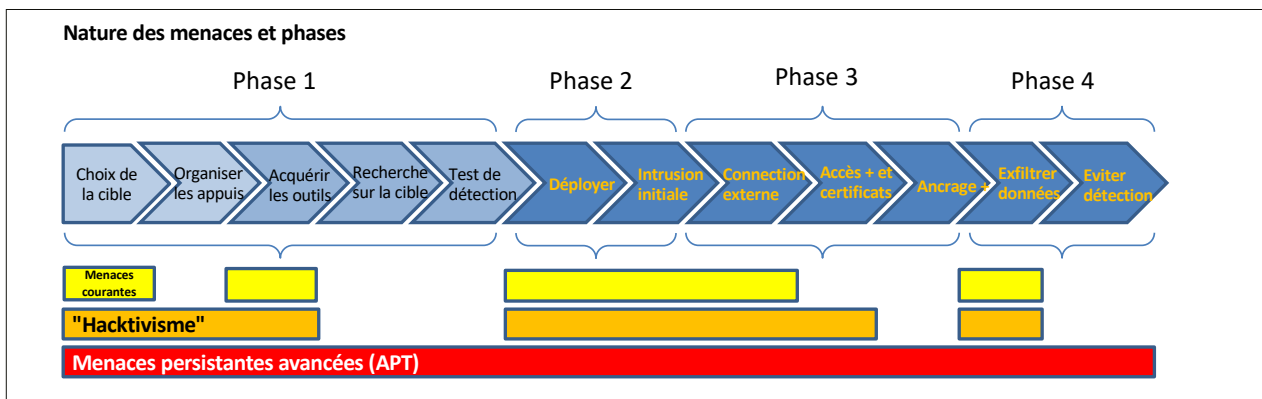 Nature des menaces et phases
Phase 1
Phase 2
Phase 3
Phase 4
Choix de
la cible
Organiser
les appuis
Acquérir
les outils
Recherche
sur la cible
Test de
détection
Déployer
Intrusion
initiale
Connection
externe
Accès + et
certificats
Ancrage +
Exfiltrer
données
Eviter
détection
Menaces
courantes
"Hacktivisme"
Menaces persistantes avancées (APT)